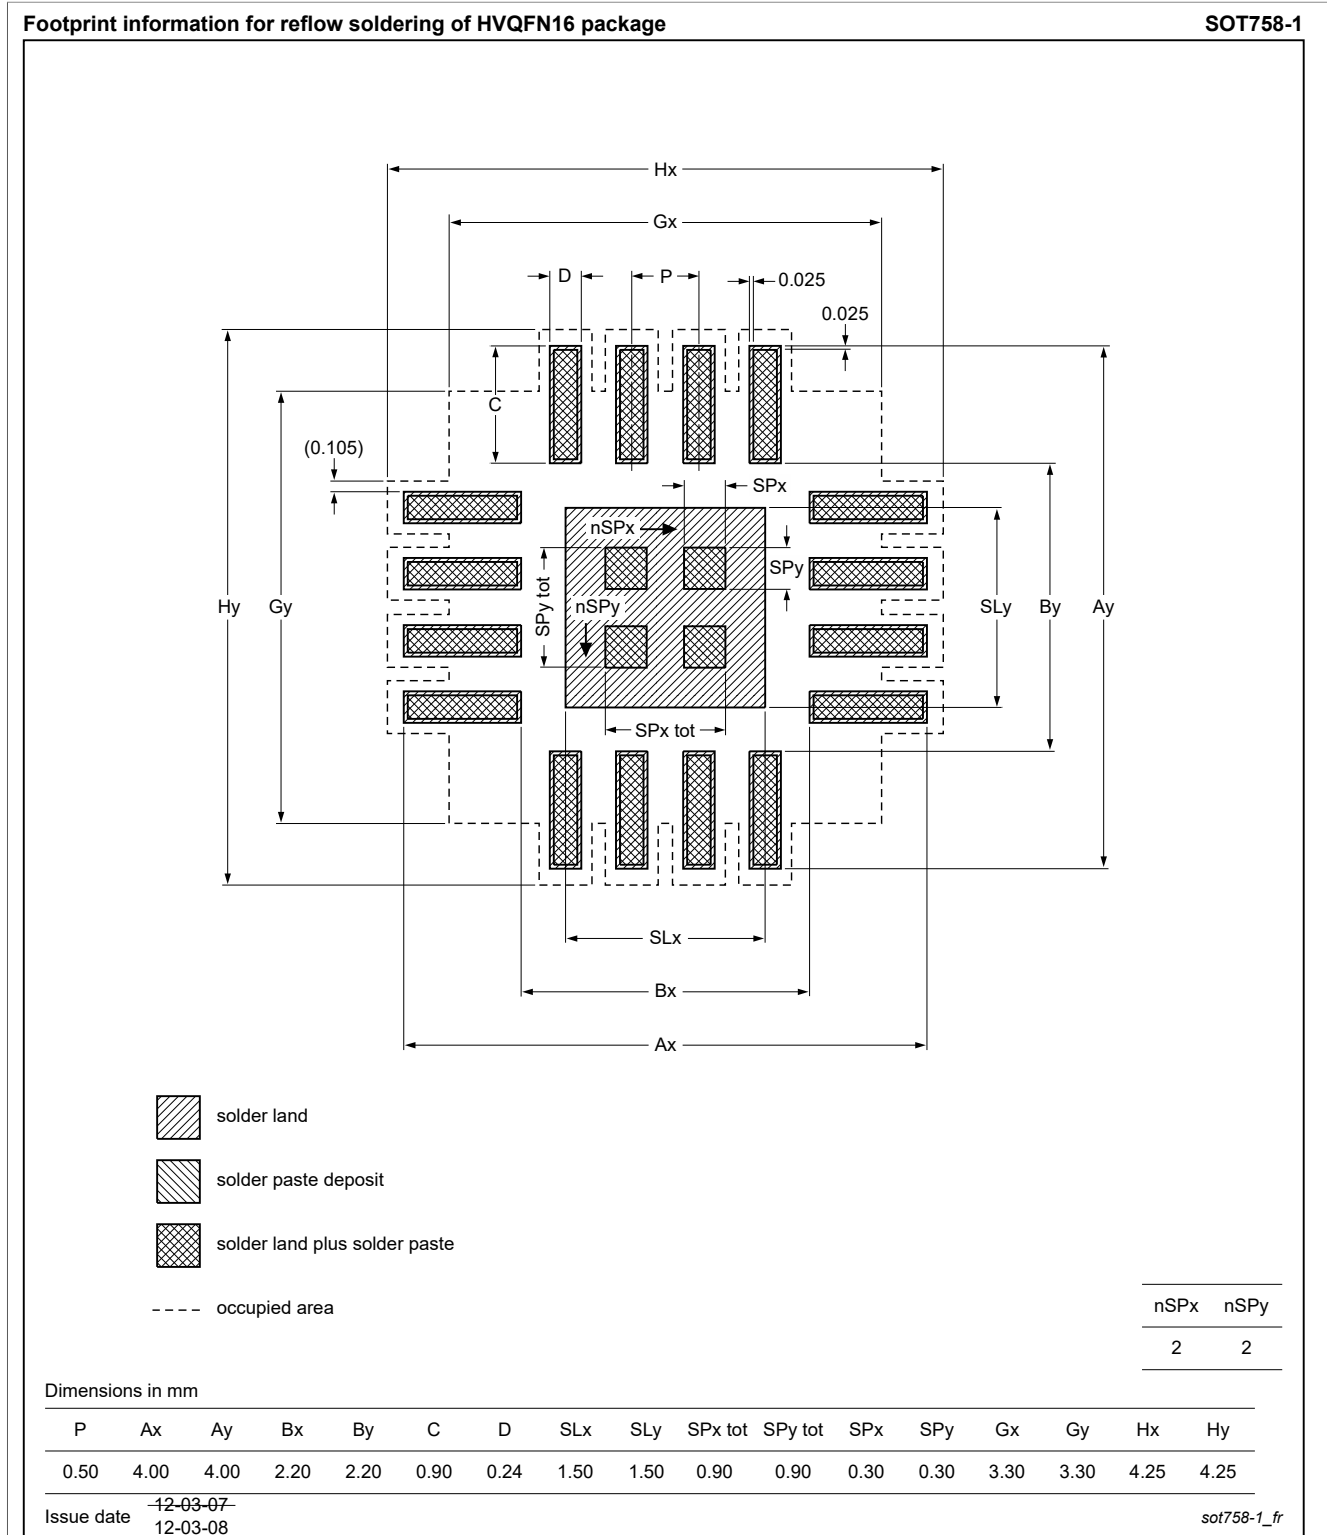 Footprint information for reflow soldering of HVQFN16 package SOT758-1
Hx
Gx
D P 0.025
0.025
C
(0.105)
SPx
nSPx
SPy
SPy tot
nSPy
Hy Gy SLy By Ay
SPx tot
SLx
Bx
Ax
solder land
solder paste deposit
solder land plus solder paste
occupied area
nSPx nSPy
2 2
Dimensions in mm
P Ax Ay Bx By C D SLx SLy SPx tot SPy tot SPx SPy Gx Gy Hx Hy
0.50 4.00 4.00 2.20 2.20 0.90 0.24 1.50 1.50 0.90 0.90 0.30 0.30 3.30 3.30 4.25 4.25
Issue date 12-03-07
12-03-08 sot758-1_fr